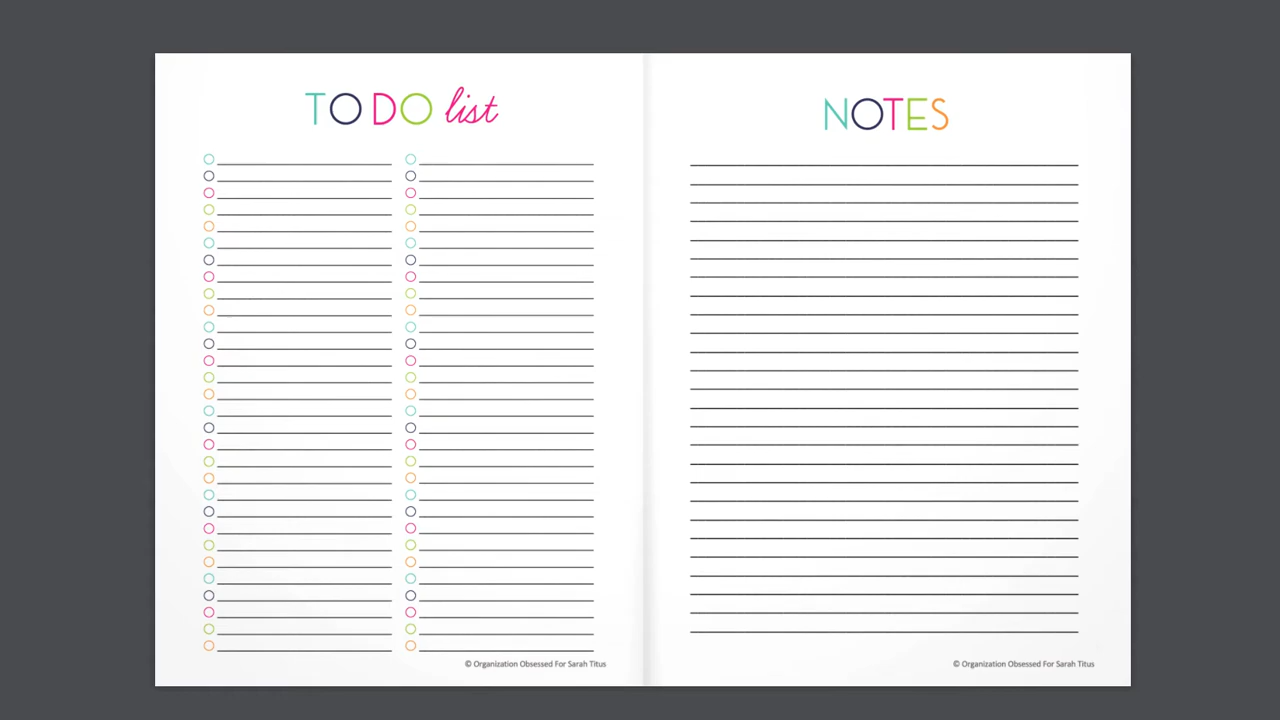 TO DO list
© Organization Obsessed For Sarah Titus
NOTES
© Organization Obsessed For Sarah Titus